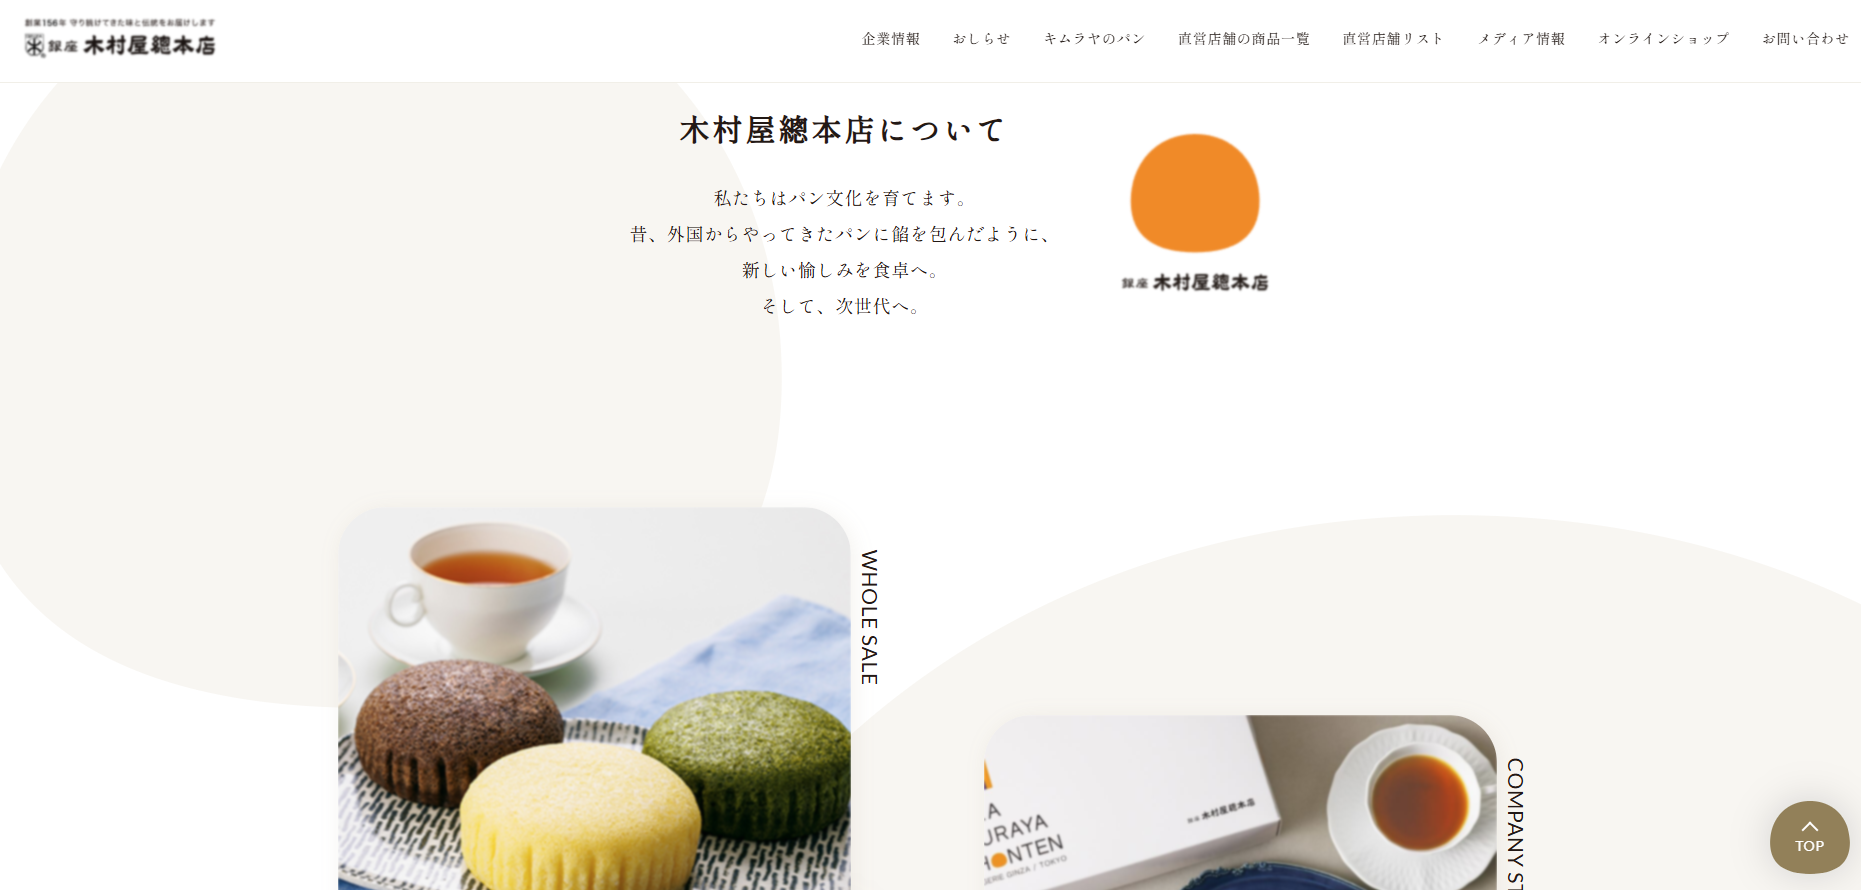 創業156年 守り続けてきた味と伝統をお届けします
銀座 木村屋總本店
企業情報 おしらせ キムラヤのパン 直営店舗の商品一覧 直営店舗リスト メディア情報 オンラインショップ お問い合わせ
木村屋總本店について
私たちはパン文化を育てます。
昔、外国からやってきたパンに餡を包んだように、
新しい愉しみを食卓へ。
そして、次世代へ。
銀座 木村屋總本店
WHOLE SALE
URAYA
HONTEN
GINZA / TOKYO
銀座 木村屋總本店
COMPANY ST
TOP